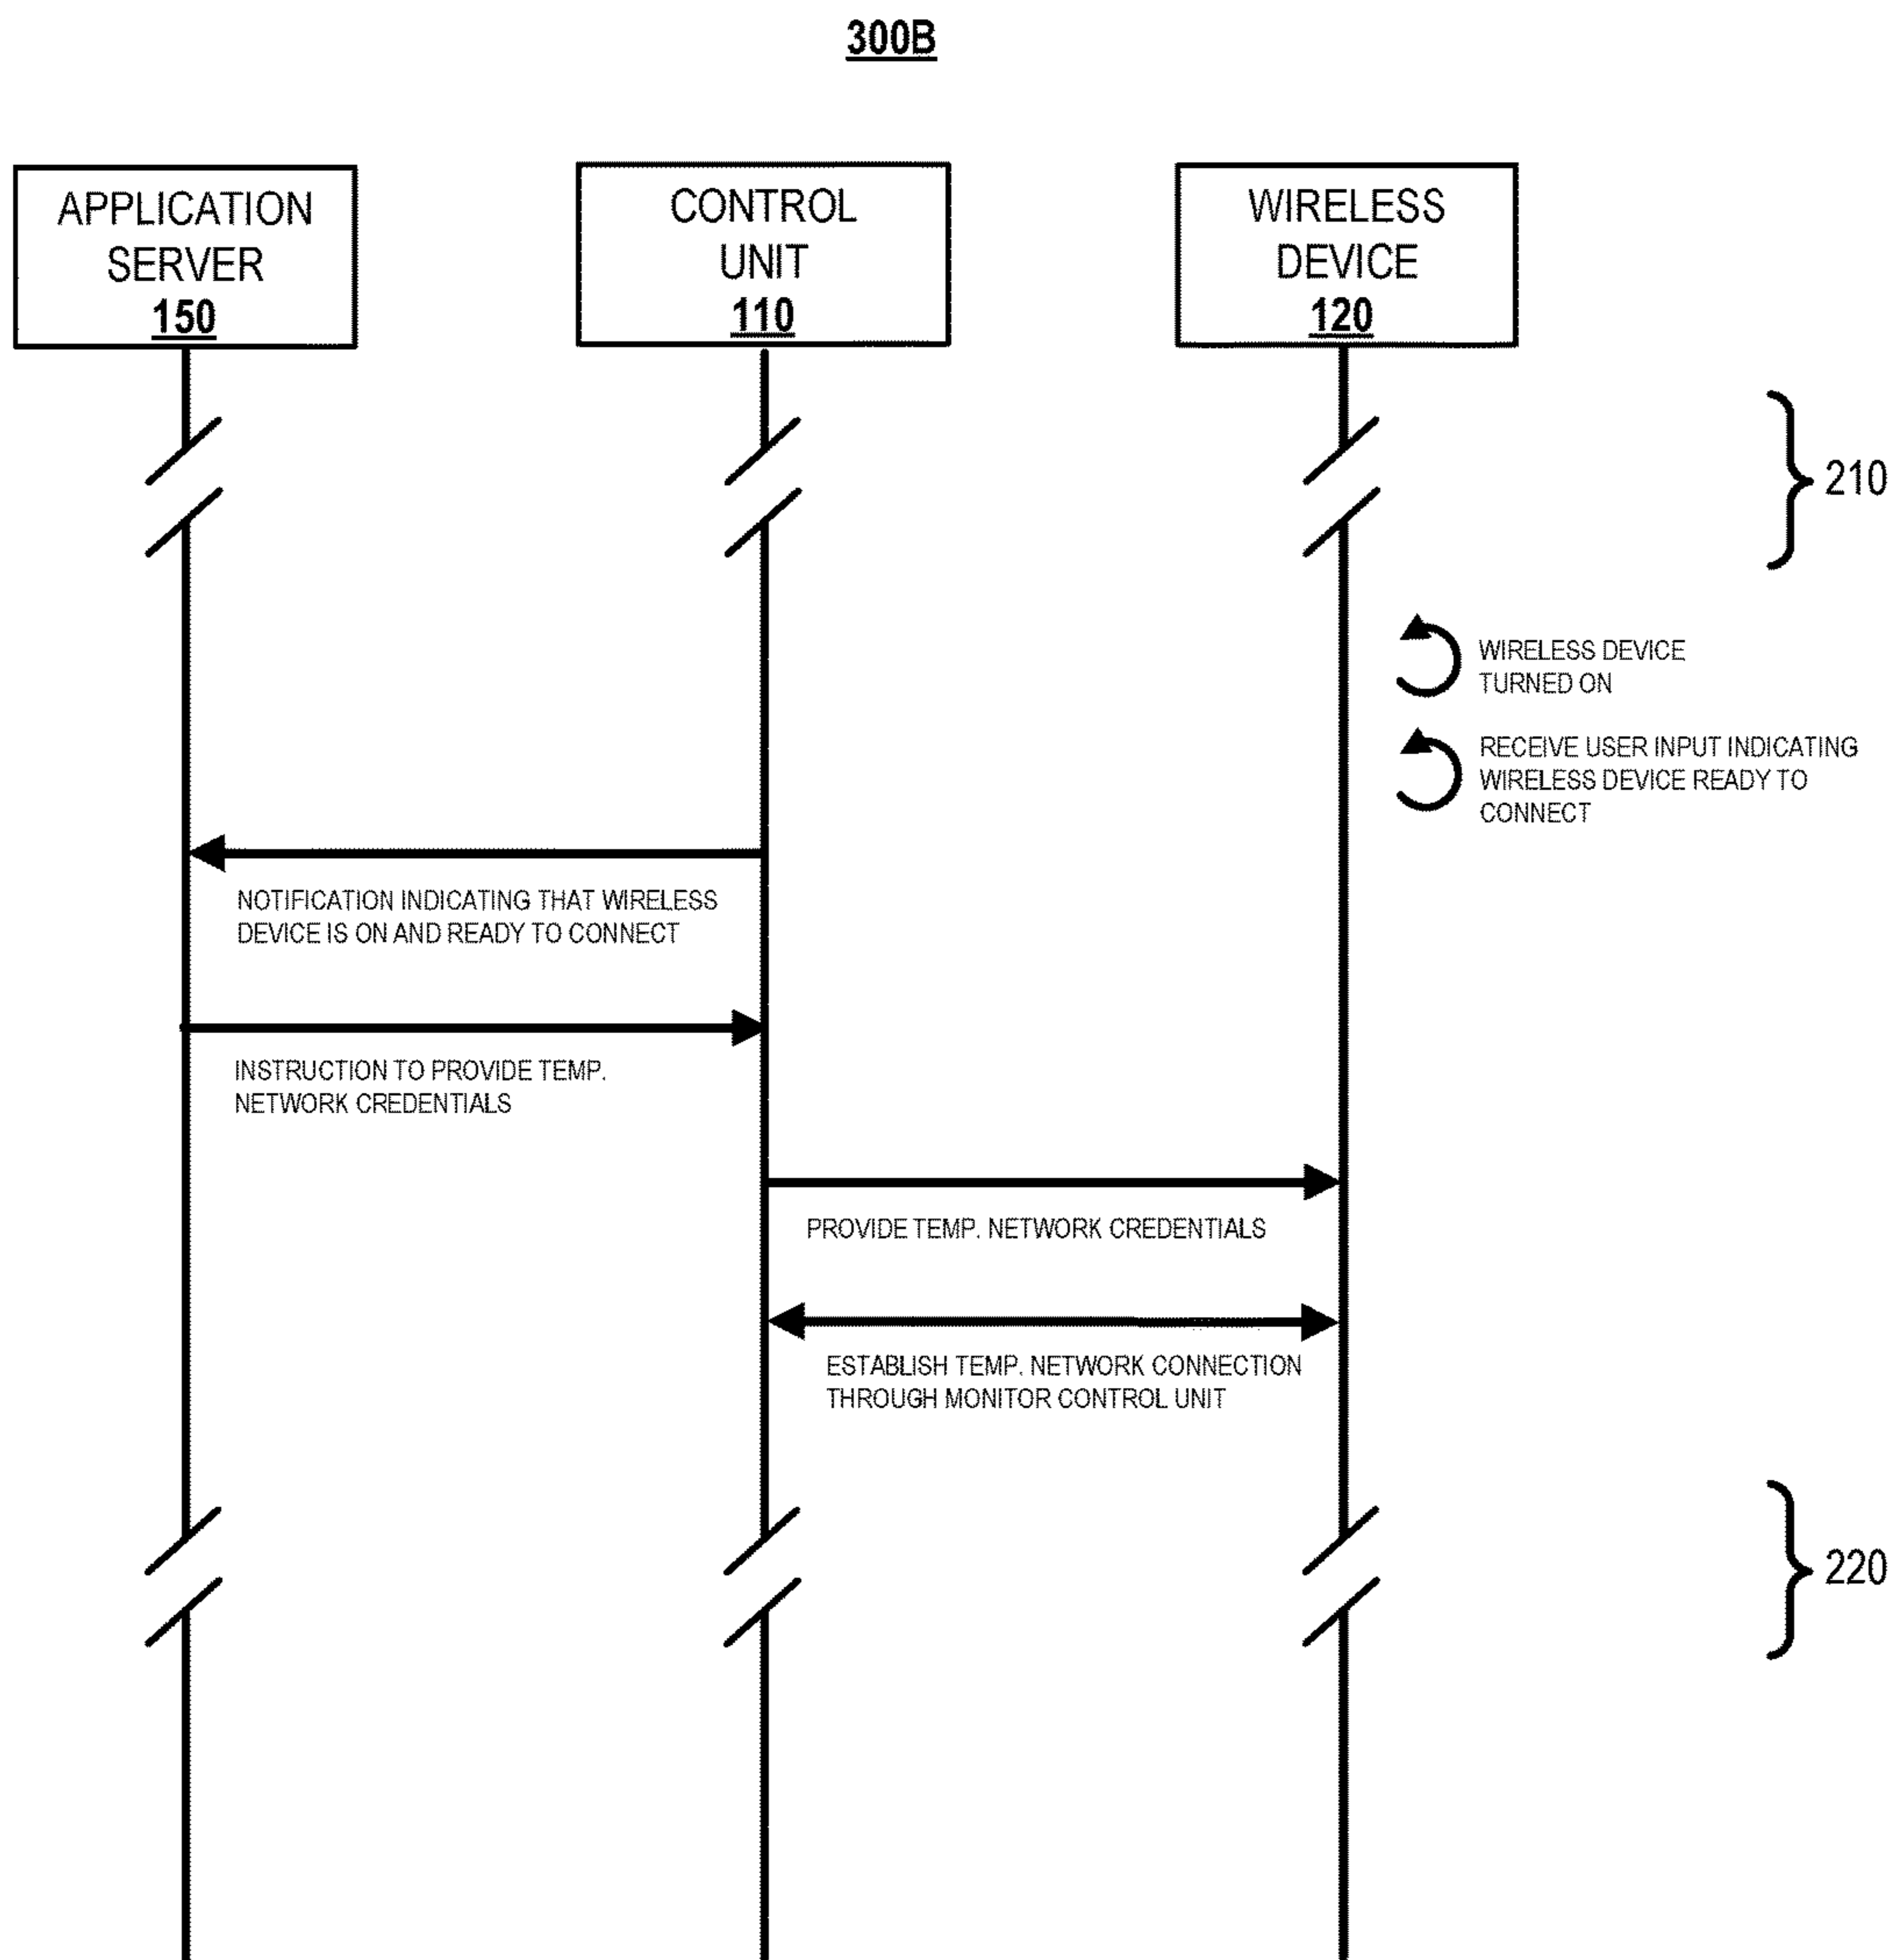 300B
APPLICATION
SERVER
150
CONTROL
UNIT
110
WIRELESS
DEVICE
120
210
WIRELESS DEVICE
TURNED ON
RECEIVE USER INPUT INDICATING
WIRELESS DEVICE READY TO
CONNECT
NOTIFICATION INDICATING THAT WIRELESS
DEVICE IS ON AND READY TO CONNECT
INSTRUCTION TO PROVIDE TEMP.
NETWORK CREDENTIALS
PROVIDE TEMP. NETWORK CREDENTIALS
ESTABLISH TEMP. NETWORK CONNECTION
THROUGH MONITOR CONTROL UNIT
220